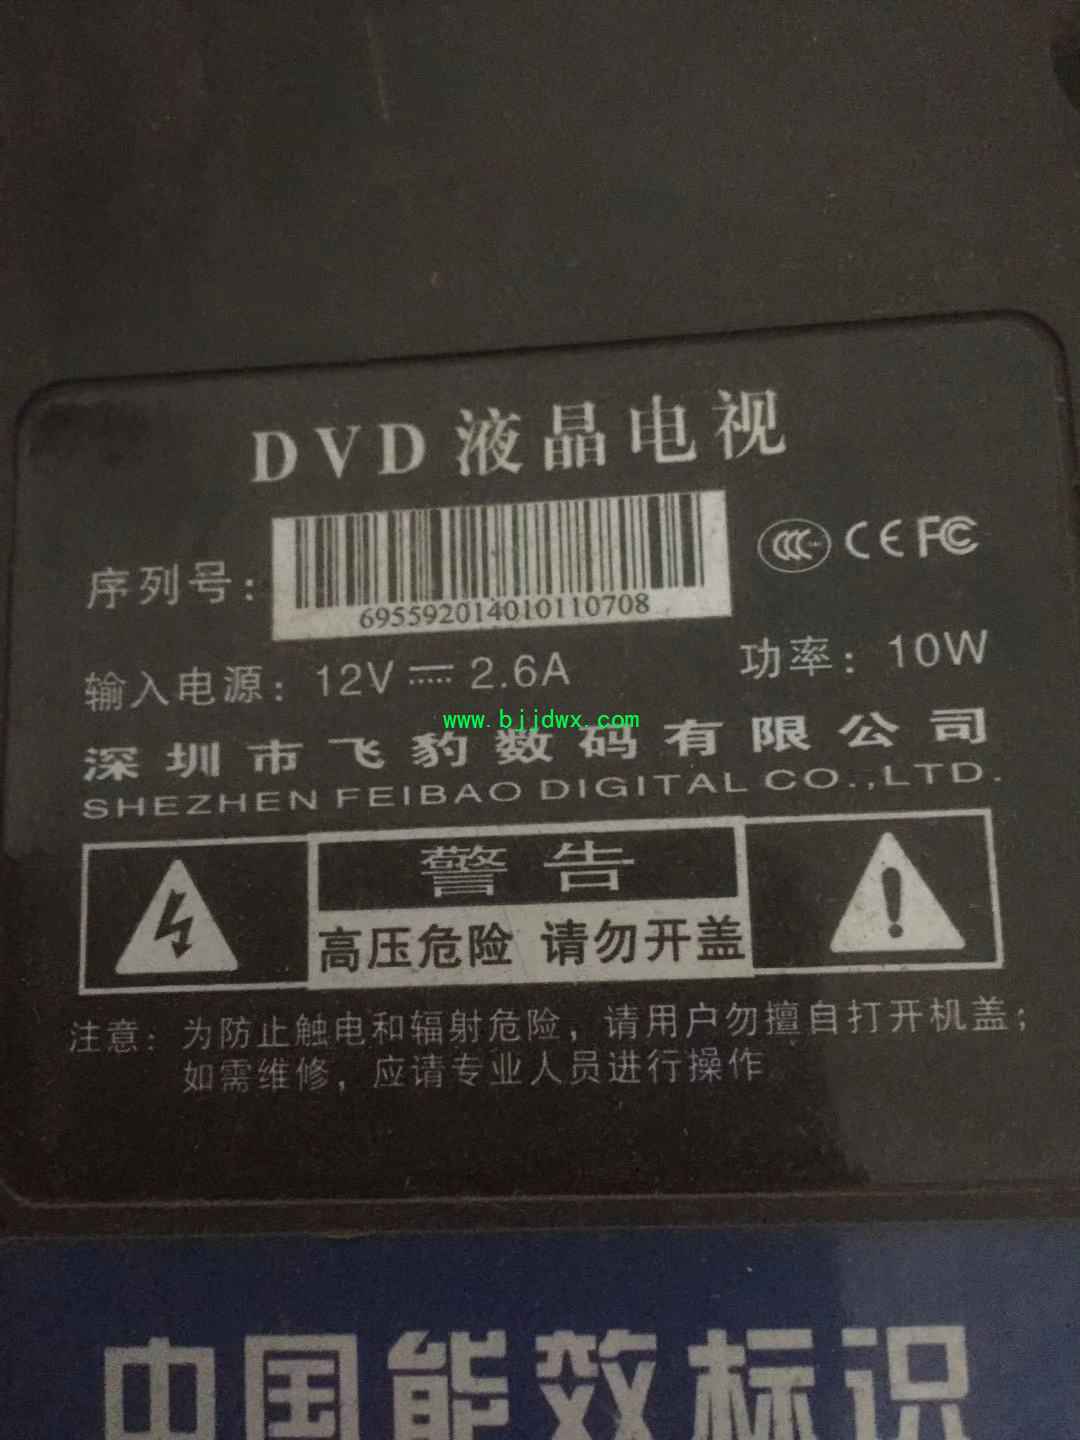 DVD 液晶电视
序列号:
695592014010110708
CCC CE FC
输入电源: 12V 2.6A 功率: 10W
www.bjjdwx.com
深圳市飞豹数码有限公司
SHEZHEN FEIBAO DIGITAL CO.,LTD.
警告
高压危险 请勿开盖
注意: 为防止触电和辐射危险，请用户勿擅自打开机盖；
如需维修，应请专业人员进行操作
中国能效标识